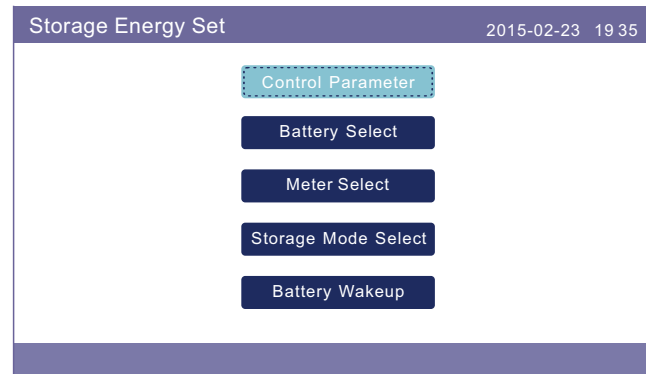 Storage Energy Set 2015-02-23 19 35
Control Parameter
Battery Select
Meter Select
Storage Mode Select
Battery Wakeup